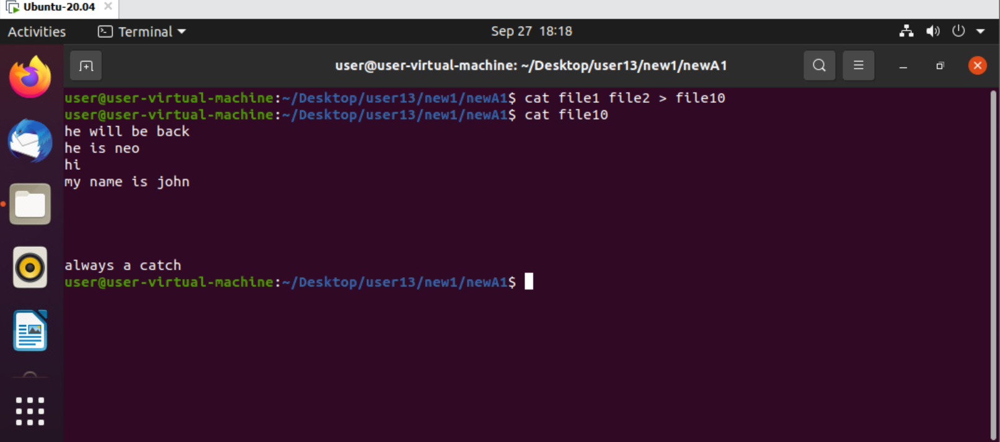 Ubuntu-20.04
Activities
Terminal
Sep 27 18:18
user@user-virtual-machine: ~/Desktop/user13/new1/newA1
user@user-virtual-machine:~/Desktop/user13/new1/newA1$ cat file1 file2 > file10
user@user-virtual-machine:~/Desktop/user13/new1/newA1$ cat file10
he will be back
he is neo
hi
my name is john
always a catch
user@user-virtual-machine:~/Desktop/user13/new1/newA1$